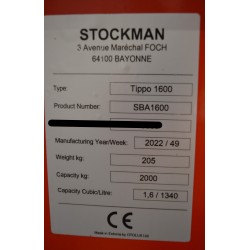 STOCKMAN
3 Avenue Maréchal FOCH
64100 BAYONNE
Type: Tippo 1600
Product Number: SBA1600
Manufacturing Year/Week: 2022 / 49
Weight kg: 205
Capacity kg: 2000
Capacity Cubic/Litre: 1,6 / 1340
CE